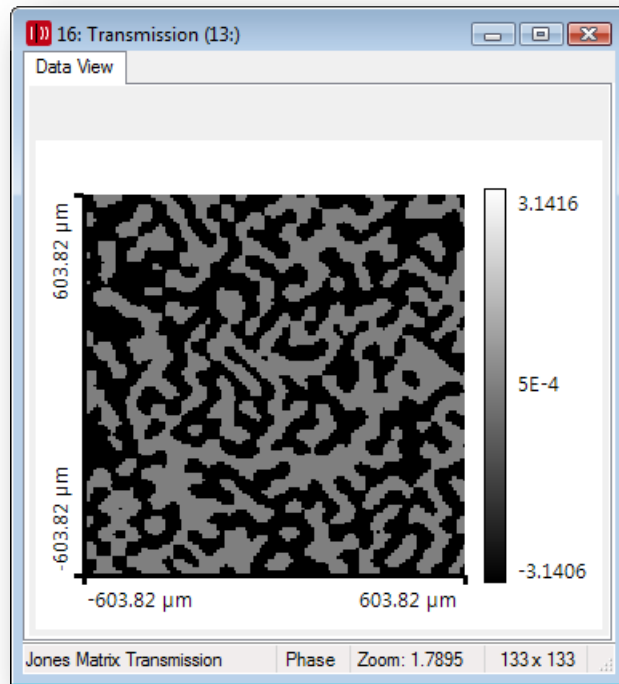 16: Transmission (13:)
Data View
603.82 µm
-603.82 µm
-603.82 µm
603.82 µm
3.1416
5E-4
-3.1406
Jones Matrix Transmission
Phase
Zoom: 1.7895
133 x 133